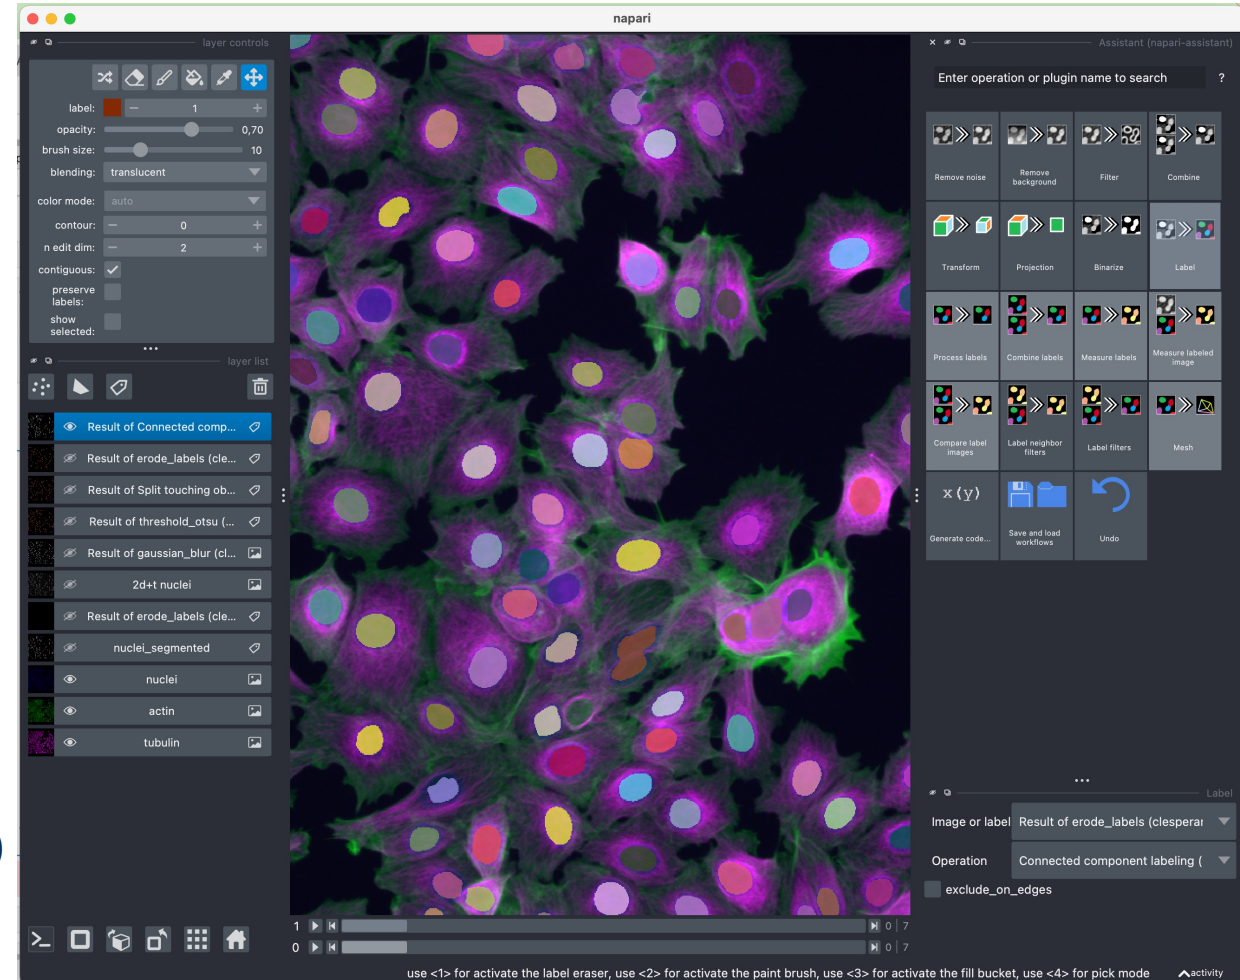 napari
layer controls
label:
1
opacity:
0,70
brush size:
10
blending:
translucent
color mode:
auto
contour:
0
n edit dim:
2
contiguous:
preserve
labels:
show
selected:
layer list
Result of Connected comp...
Result of erode_labels (cle...
Result of Split touching ob...
Result of threshold_otsu (...
Result of gaussian_blur (cl...
2d+t nuclei
Result of erode_labels (cle...
nuclei_segmented
nuclei
actin
tubulin
1
0 | 7
0
0 | 7
Assistant (napari-assistant)
Enter operation or plugin name to search
?
Remove noise
Remove
background
Filter
Combine
Transform
Projection
Binarize
Label
Process labels
Combine labels
Measure labels
Measure labeled
image
Compare label
images
Label neighbor
filters
Label filters
Mesh
x(y)
Generate code...
Save and load
workflows
Undo
Label
Image or label
Result of erode_labels (clesperan
Operation
Connected component labeling (
exclude_on_edges
use <1> for activate the label eraser, use <2> for activate the paint brush, use <3> for activate the fill bucket, use <4> for pick mode
activity